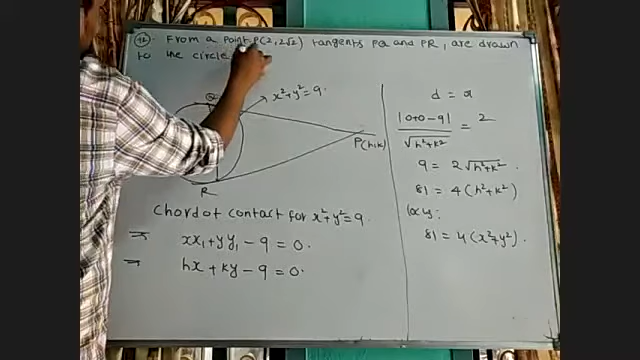 (12). From a point P(2,2√2) tangents PQ and PR, are drawn
to the circle
Q
x²+y²=9.
P(h,k)
R
Chord of contact for x²+y²=9.
⇒ xx₁+yy₁-9=0.
⇒ hx+ky-9=0.
d = r
|0+0-9| / √h²+k² = 2
9 = 2√h²+k².
81 = 4(h²+k²)
locus:
81 = 4(x²+y²).